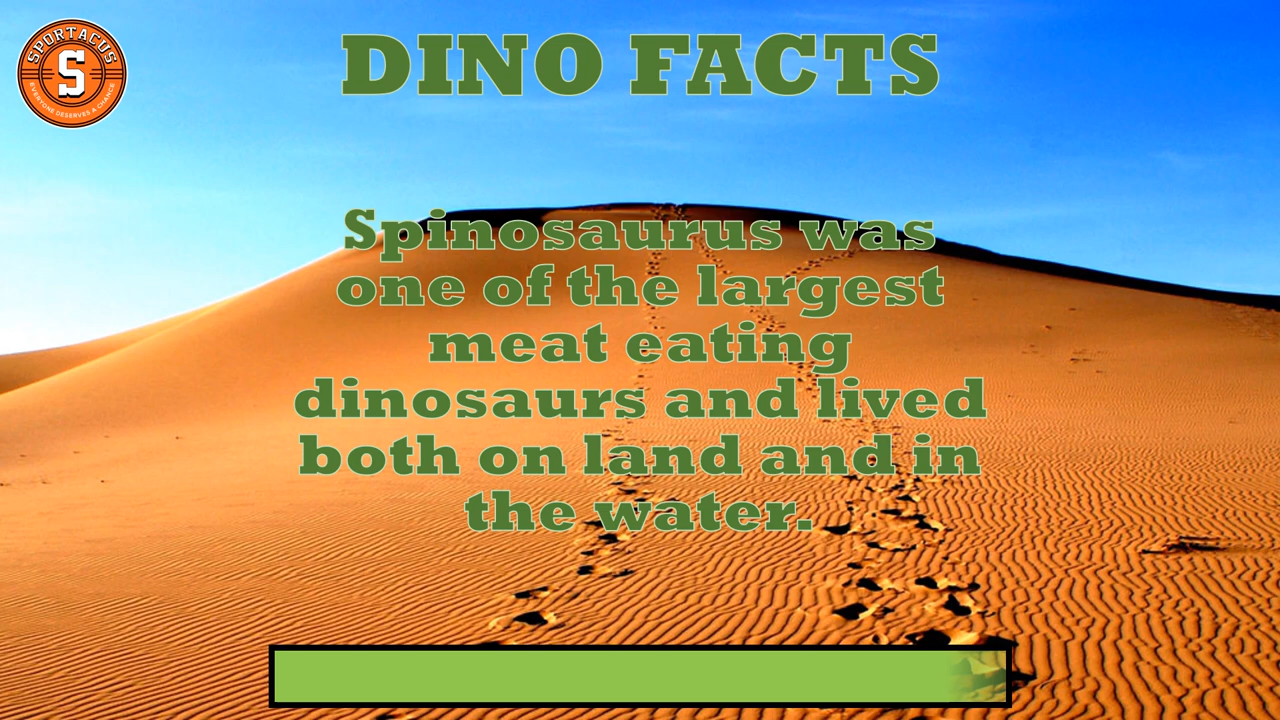 SPORTACUS
S
EVERYONE DESERVES A CHANCE
DINO FACTS
Spinosaurus was
one of the largest
meat eating
dinosaurs and lived
both on land and in
the water.